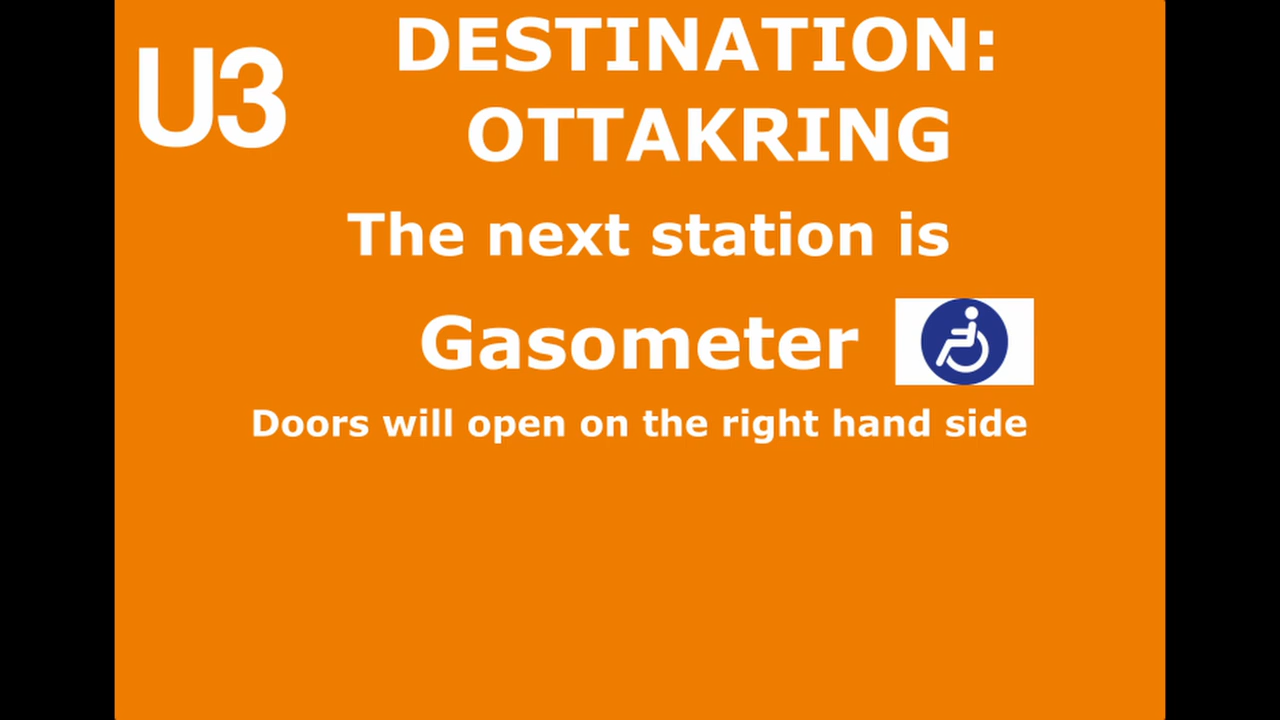 U3
DESTINATION:
OTTAKRING
The next station is
Gasometer
Doors will open on the right hand side